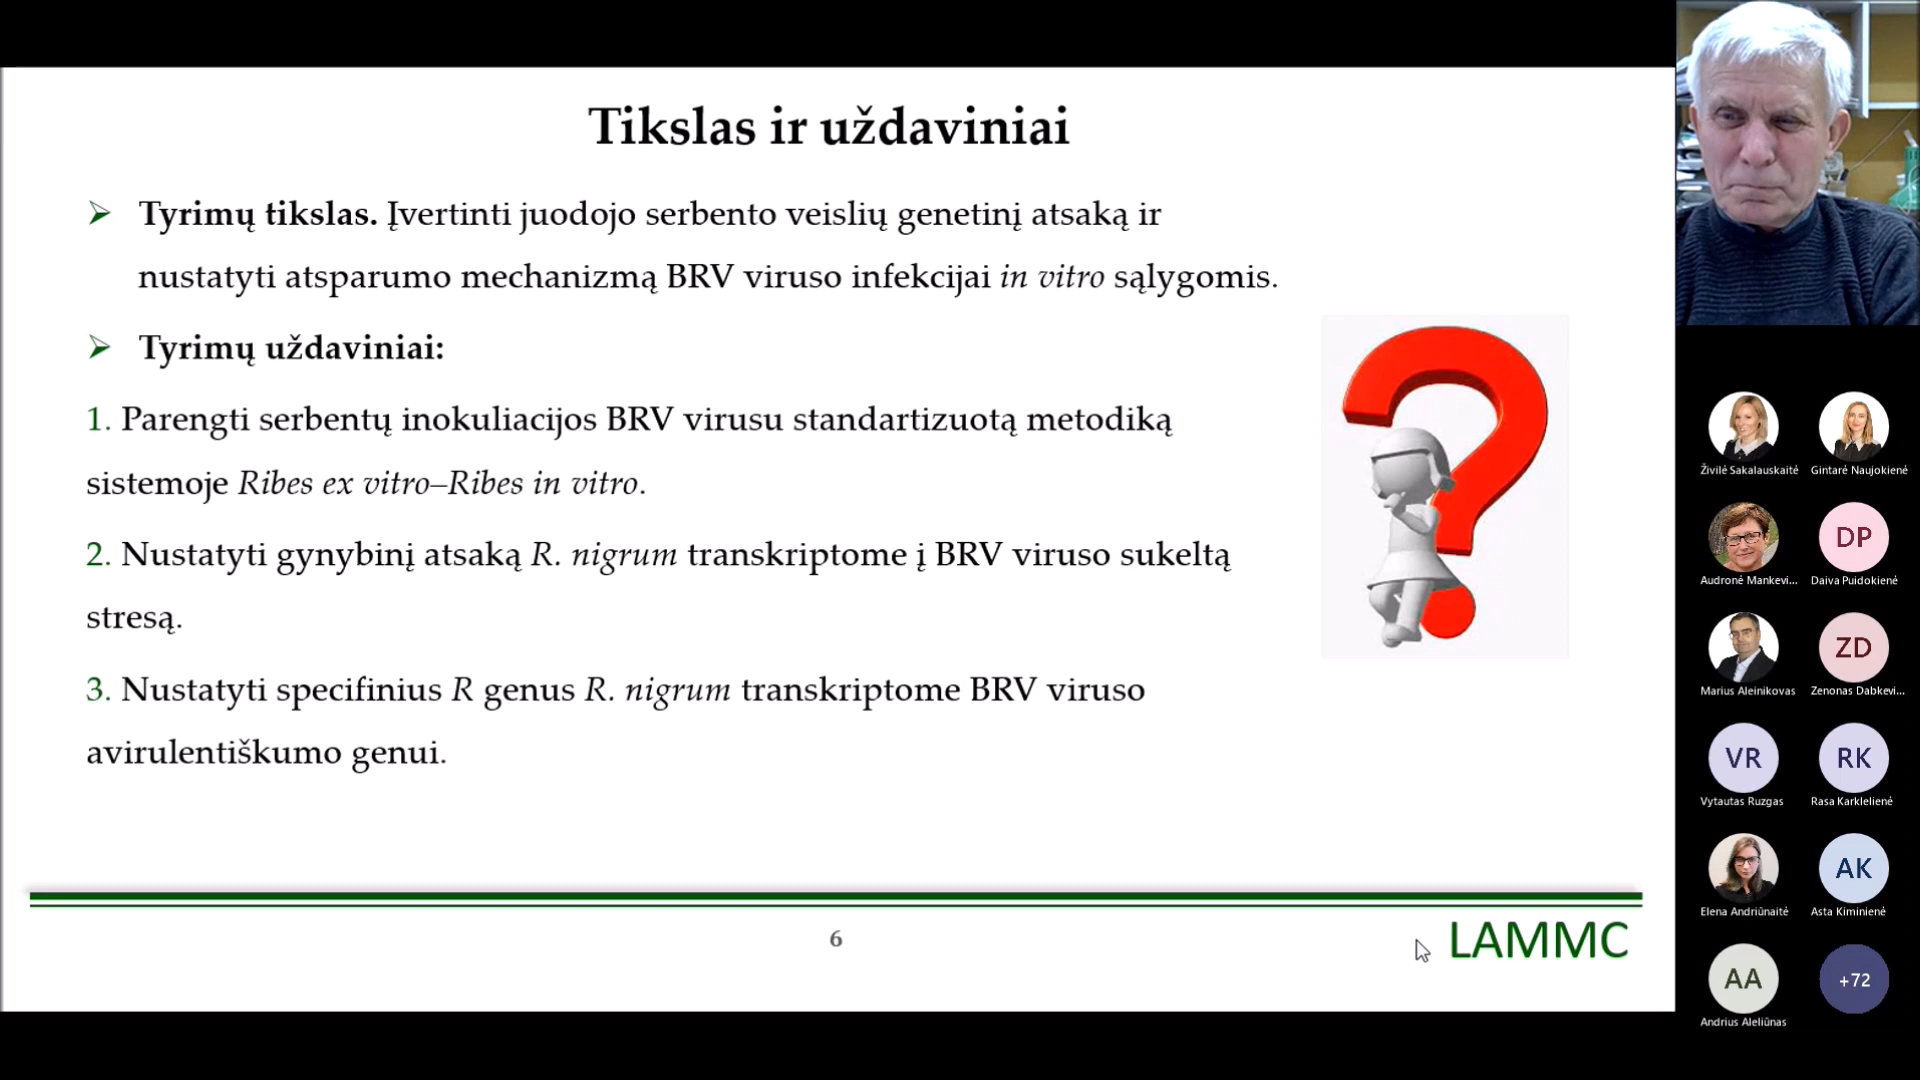 Tikslas ir uždaviniai
Tyrimų tikslas. Įvertinti juodojo serbento veislių genetinį atsaką ir
nustatyti atsparumo mechanizmą BRV viruso infekcijai in vitro sąlygomis.
Tyrimų uždaviniai:
1. Parengti serbentų inokuliacijos BRV virusu standartizuotą metodiką
sistemoje Ribes ex vitro–Ribes in vitro.
2. Nustatyti gynybinį atsaką R. nigrum transkriptome į BRV viruso sukeltą
stresą.
3. Nustatyti specifinius R genus R. nigrum transkriptome BRV viruso
avirulentiškumo genui.
6
LAMMC
Živilė Sakalauskaitė
Gintarė Naujokienė
Audronė Mankevi...
DP
Daiva Puidokienė
Marius Aleinikovas
ZD
Zenonas Dabkevi...
VR
Vytautas Ruzgas
RK
Rasa Karklelienė
Elena Andriūnaitė
AK
Asta Kiminienė
AA
Andrius Aleliūnas
+72